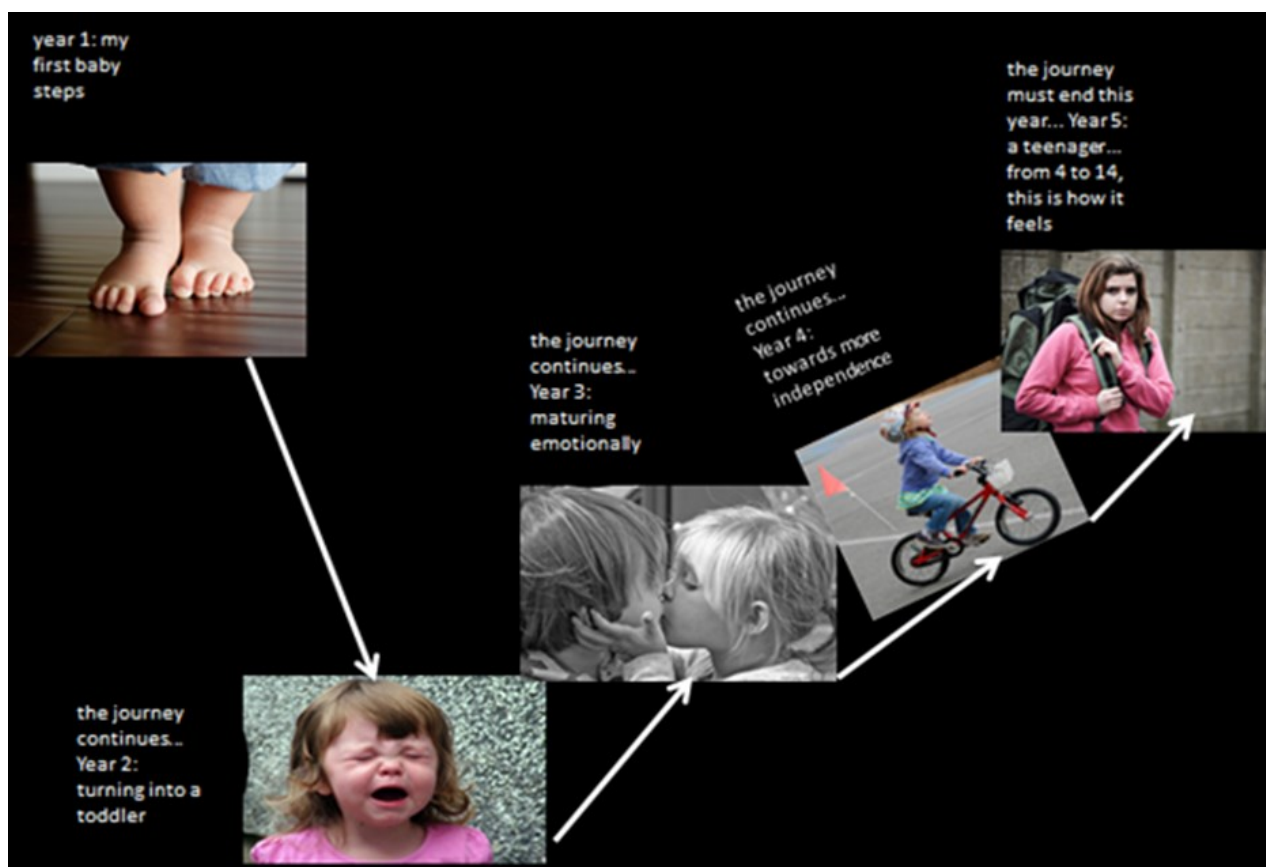 year 1: my
first baby
steps
the journey
continues...
Year 2:
turning into a
toddler
the journey
continues...
Year 3:
maturing
emotionally
the journey
continues...
Year 4:
towards more
independence
the journey
must end this
year... Year 5:
a teenager...
from 4 to 14,
this is how it
feels